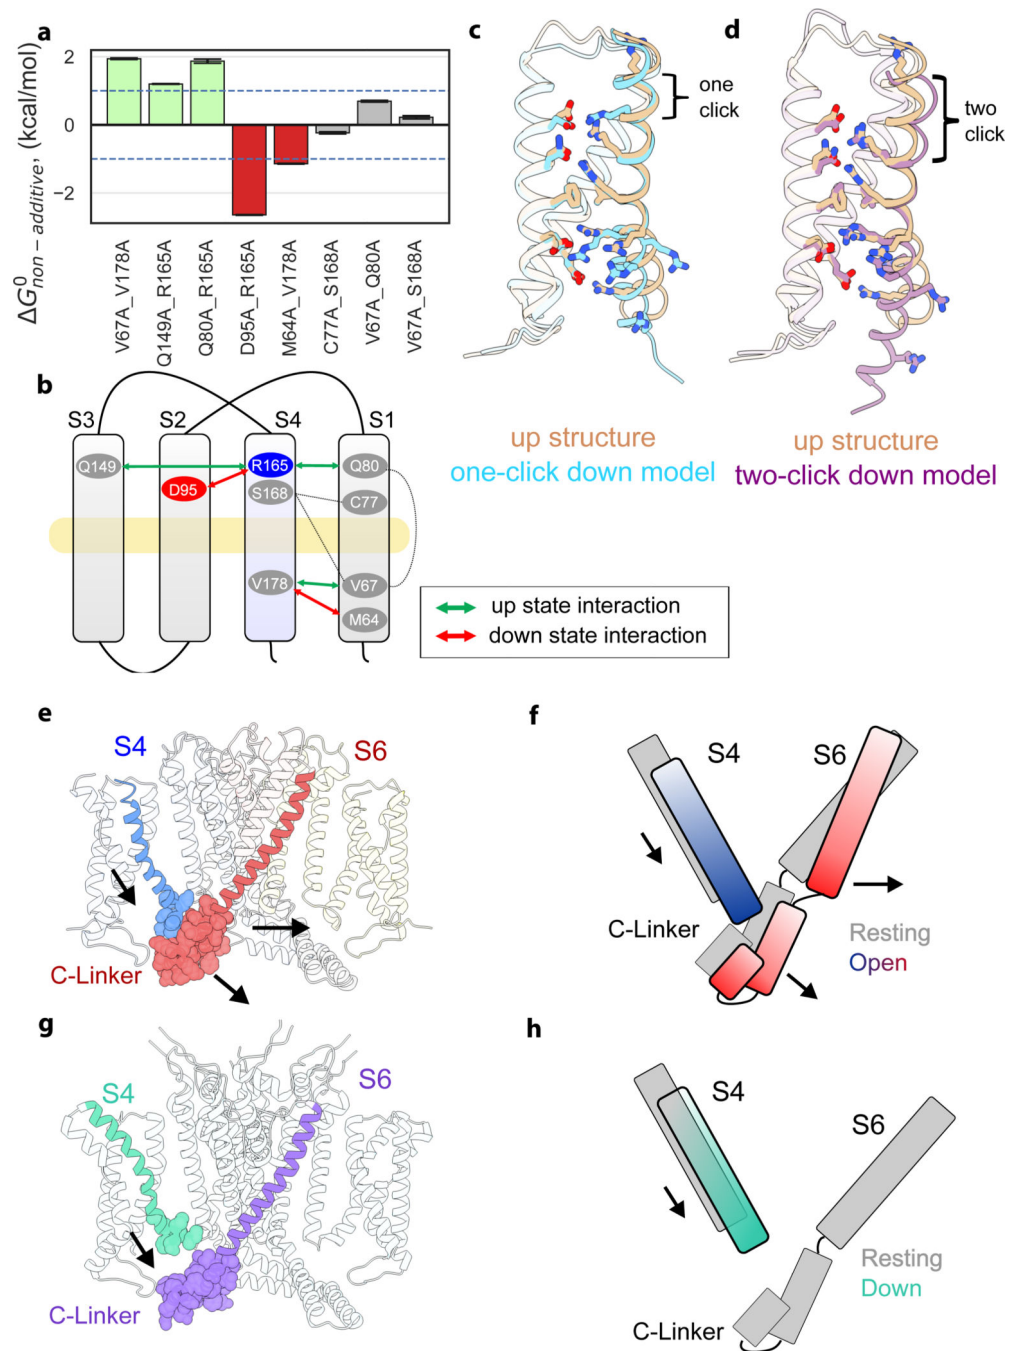 a
ΔG⁰non – additive, (kcal/mol)
2
0
−2
V67A_V178A
Q149A_R165A
Q80A_R165A
D95A_R165A
M64A_V178A
C77A_S168A
V67A_Q80A
V67A_S168A
b
S3
S2
S4
S1
Q149
R165
Q80
D95
S168
C77
V178
V67
M64
up state interaction
down state interaction
c
one
click
up structure
one-click down model
d
two
click
up structure
two-click down model
e
S4
S6
C-Linker
f
S4
S6
C-Linker
Resting
Open
g
S4
S6
C-Linker
h
S4
S6
Resting
Down
C-Linker